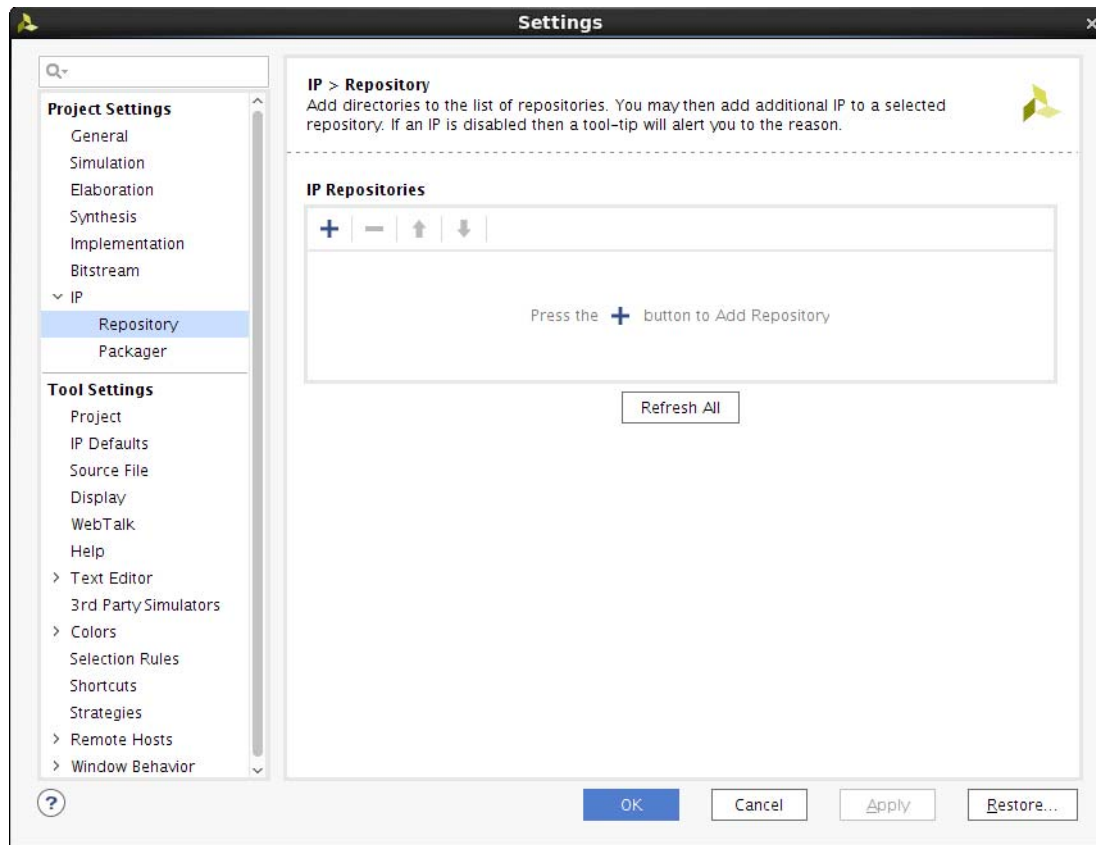 Settings
Project Settings
General
Simulation
Elaboration
Synthesis
Implementation
Bitstream
IP
Repository
Packager
Tool Settings
Project
IP Defaults
Source File
Display
WebTalk
Help
Text Editor
3rd Party Simulators
Colors
Selection Rules
Shortcuts
Strategies
Remote Hosts
Window Behavior
IP > Repository
Add directories to the list of repositories. You may then add additional IP to a selected
repository. If an IP is disabled then a tool-tip will alert you to the reason.
IP Repositories
Press the + button to Add Repository
Refresh All
?
OK
Cancel
Apply
Restore...